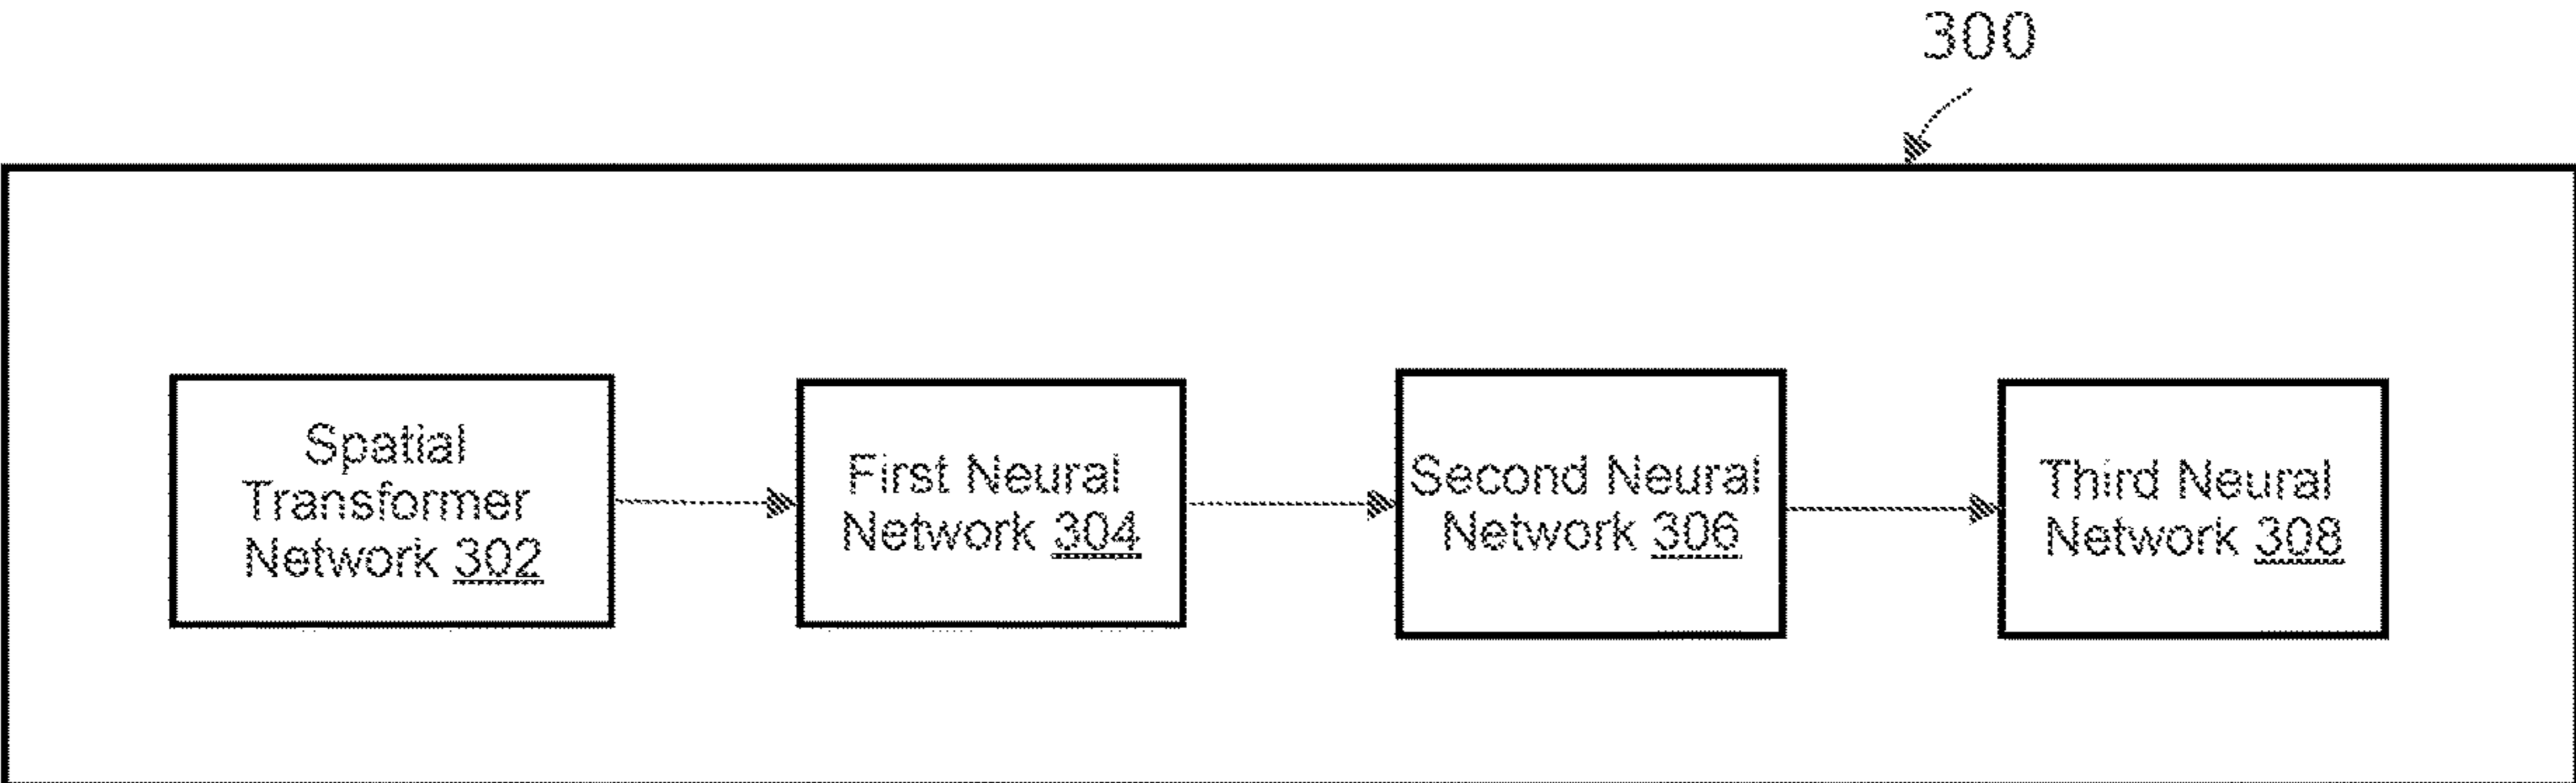 300
Spatial
Transformer
Network 302
First Neural
Network 304
Second Neural
Network 306
Third Neural
Network 308